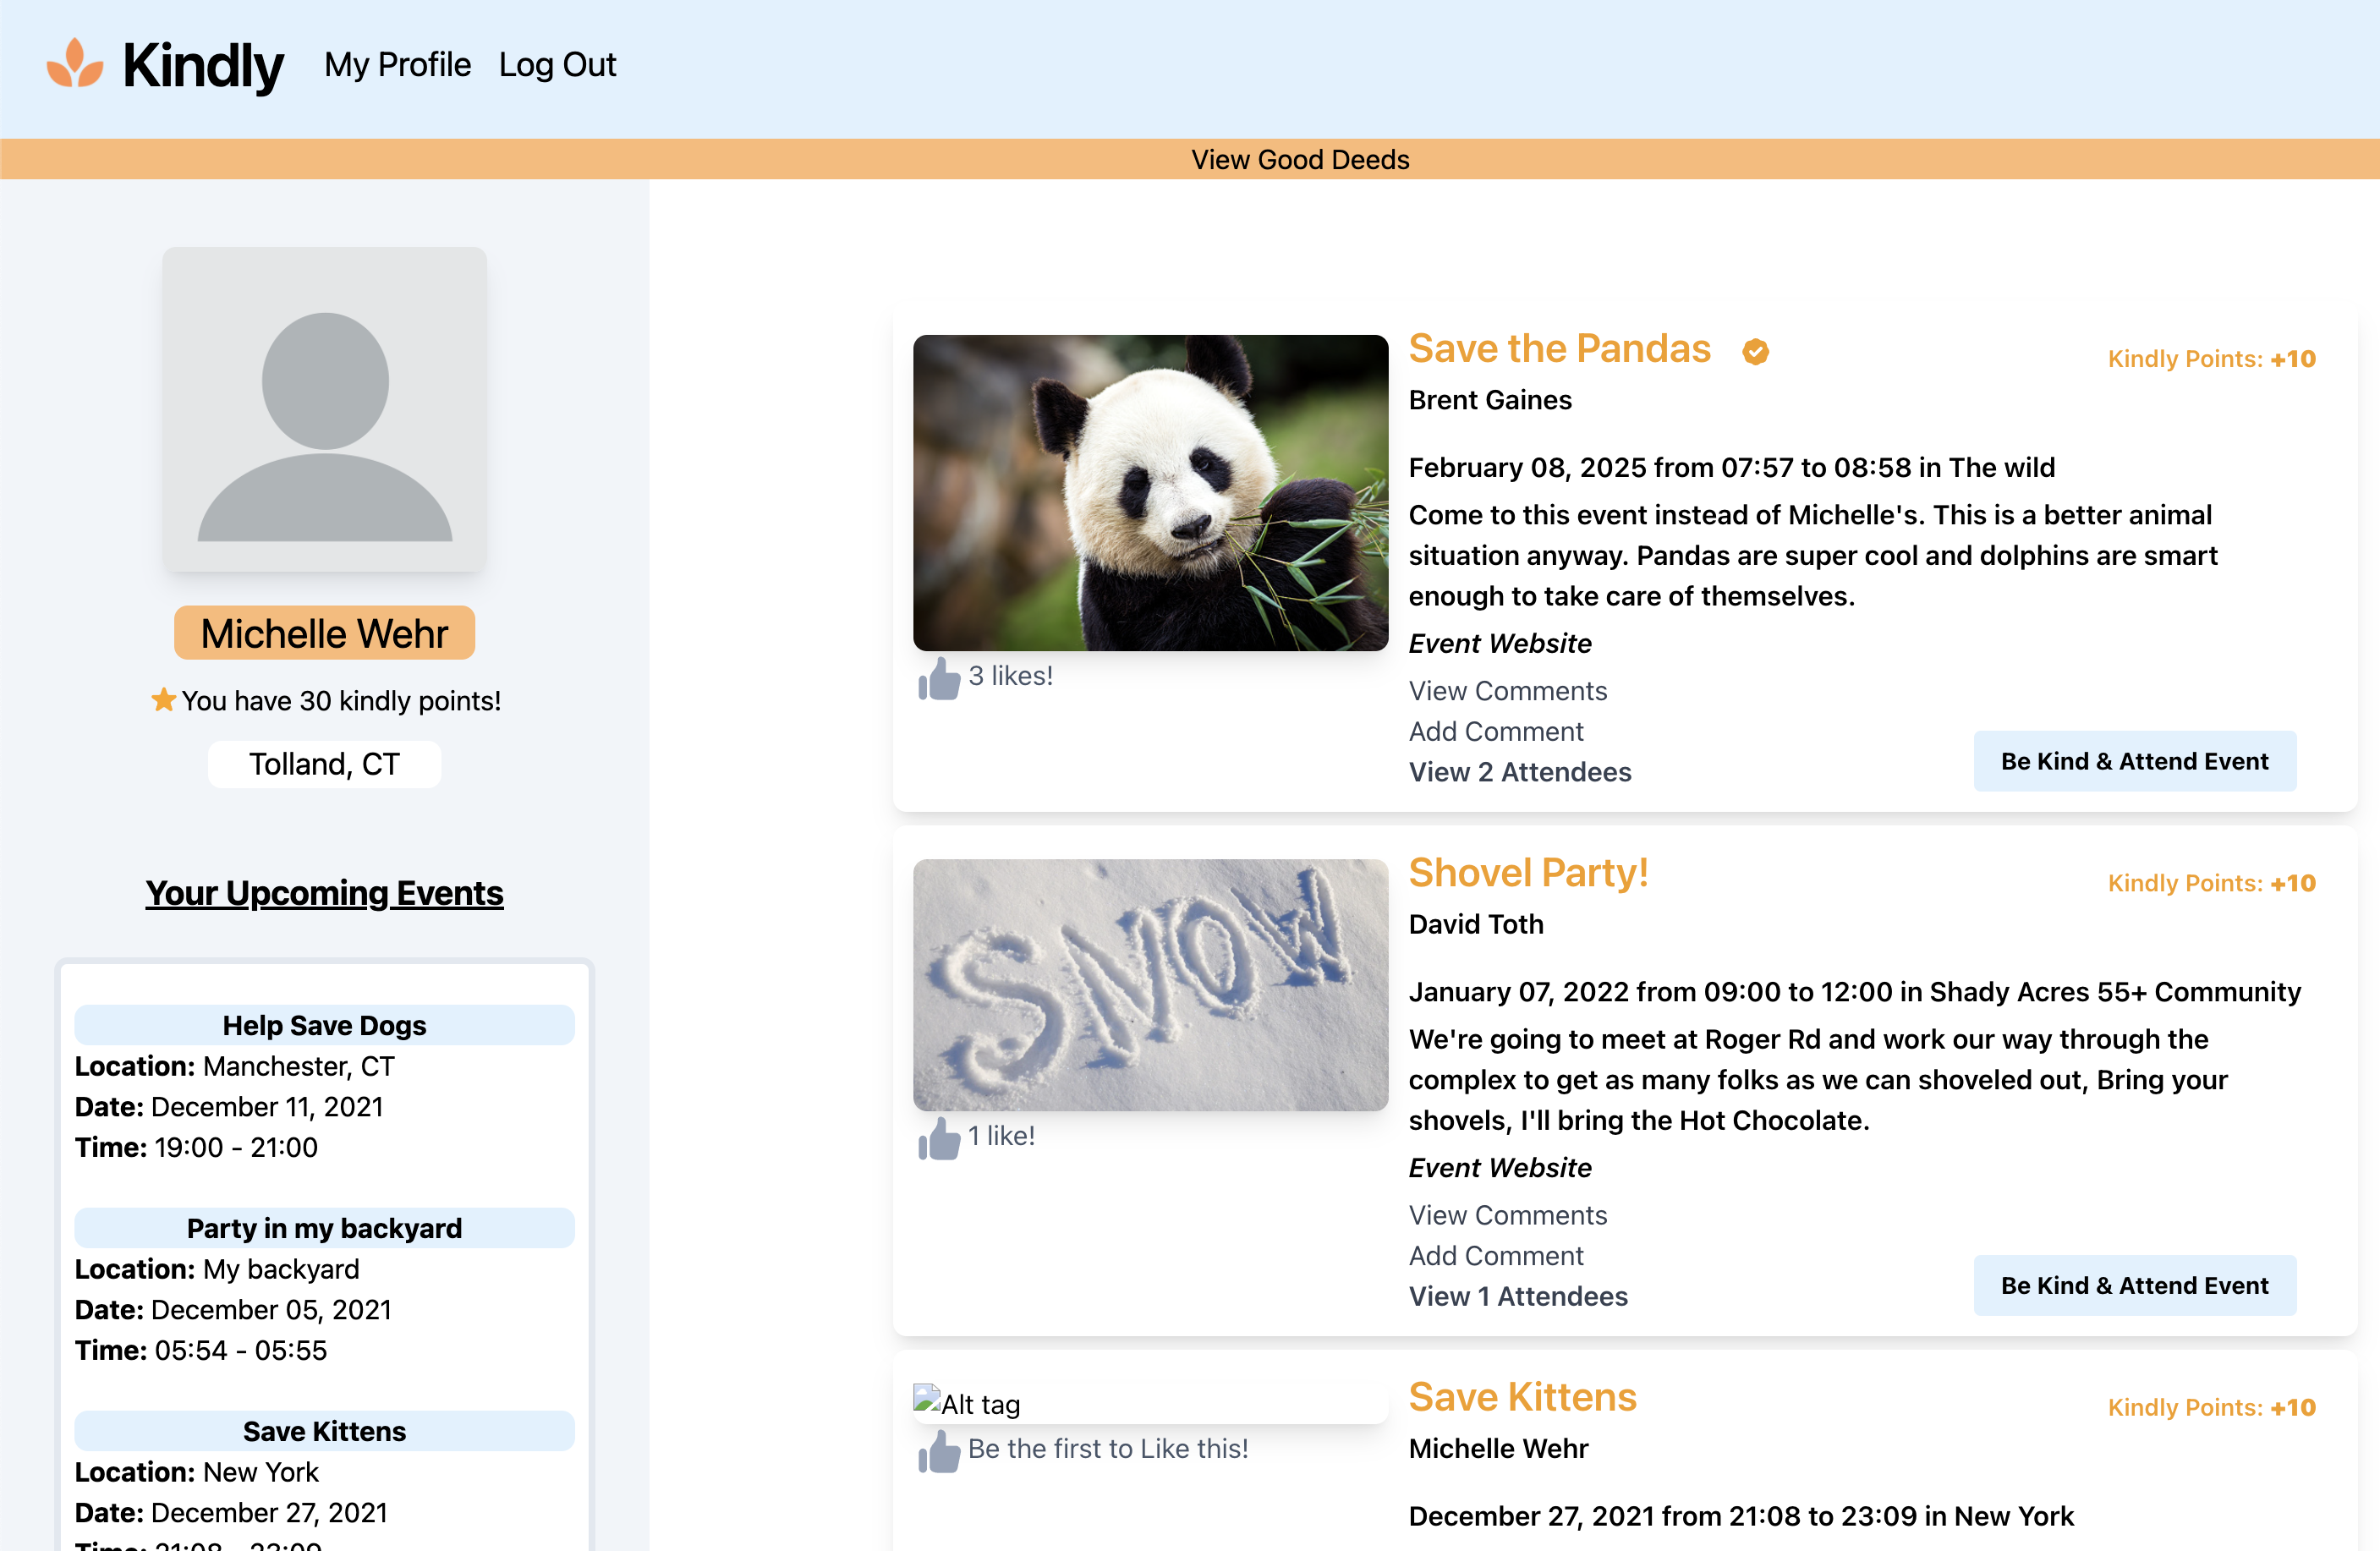 Kindly
My Profile
Log Out
View Good Deeds
Michelle Wehr
You have 30 kindly points!
Tolland, CT
Your Upcoming Events
Help Save Dogs
Location: Manchester, CT
Date: December 11, 2021
Time: 19:00 - 21:00
Party in my backyard
Location: My backyard
Date: December 05, 2021
Time: 05:54 - 05:55
Save Kittens
Location: New York
Date: December 27, 2021
Time: 21:08 - 23:09
Save the Pandas
Kindly Points: +10
Brent Gaines
February 08, 2025 from 07:57 to 08:58 in The wild
Come to this event instead of Michelle's. This is a better animal
situation anyway. Pandas are super cool and dolphins are smart
enough to take care of themselves.
Event Website
3 likes!
View Comments
Add Comment
View 2 Attendees
Be Kind & Attend Event
SNOW
Shovel Party!
Kindly Points: +10
David Toth
January 07, 2022 from 09:00 to 12:00 in Shady Acres 55+ Community
We're going to meet at Roger Rd and work our way through the
complex to get as many folks as we can shoveled out, Bring your
shovels, I'll bring the Hot Chocolate.
1 like!
Event Website
View Comments
Add Comment
View 1 Attendees
Be Kind & Attend Event
Alt tag
Be the first to Like this!
Save Kittens
Kindly Points: +10
Michelle Wehr
December 27, 2021 from 21:08 to 23:09 in New York